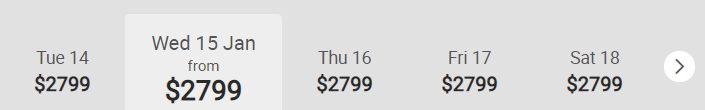 Tue 14
$2799
Wed 15 Jan
from
$2799
Thu 16
$2799
Fri 17
$2799
Sat 18
$2799